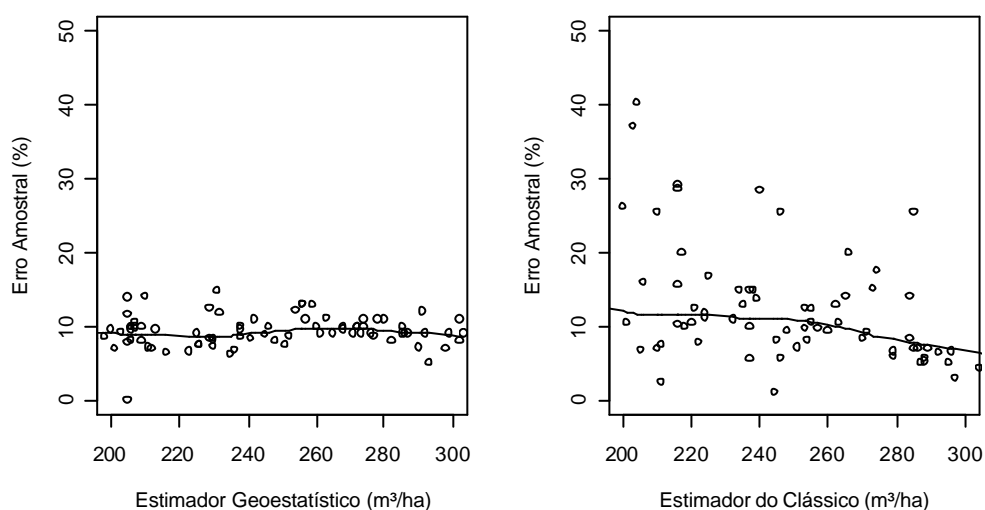 Erro Amostral (%)
50
40
30
20
10
0
200 220 240 260 280 300
Estimador Geoestatístico (m³/ha)
Erro Amostral (%)
50
40
30
20
10
0
200 220 240 260 280 300
Estimador do Clássico (m³/ha)